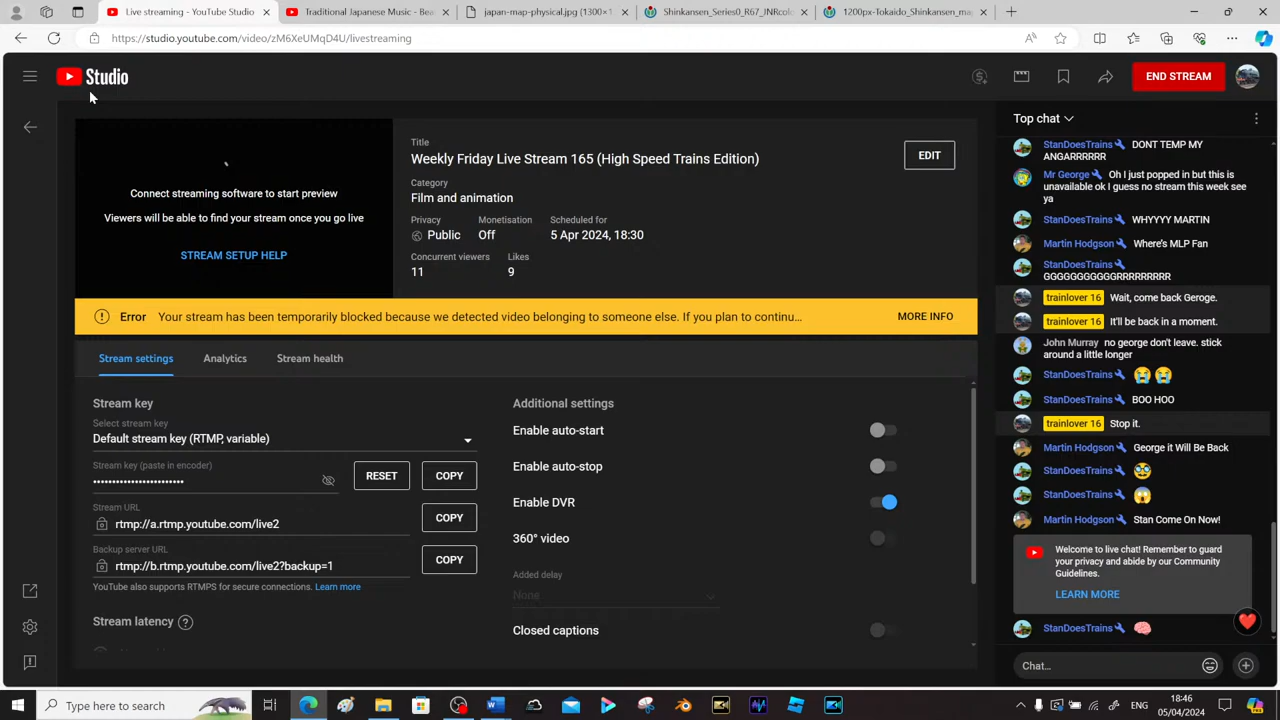 Live streaming - YouTube Studio
Traditional Japanese Music - Bea
japan-map-physical.jpg (1300×1
Shinkansen_Series0_R67_JNRcolo
1200px-Tokaido_Shinkansen_ma
https://studio.youtube.com/video/zM6XeUMqD4U/livestreaming
Studio
END STREAM
Connect streaming software to start preview
Viewers will be able to find your stream once you go live
STREAM SETUP HELP
Title
Weekly Friday Live Stream 165 (High Speed Trains Edition)
EDIT
Category
Film and animation
Privacy Monetisation Scheduled for
Public Off 5 Apr 2024, 18:30
Concurrent viewers Likes
11 9
Error Your stream has been temporarily blocked because we detected video belonging to someone else. If you plan to continu...
MORE INFO
Stream settings Analytics Stream health
Stream key
Select stream key
Default stream key (RTMP, variable)
Stream key (paste in encoder)
••••••••••••••••••••••••
RESET COPY
Stream URL
rtmp://a.rtmp.youtube.com/live2
COPY
Backup server URL
rtmp://b.rtmp.youtube.com/live2?backup=1
COPY
YouTube also supports RTMPS for secure connections. Learn more
Stream latency
Additional settings
Enable auto-start
Enable auto-stop
Enable DVR
360° video
Added delay
None
Closed captions
Top chat
StanDoesTrains DONT TEMP MY
ANGARRRRRR
Mr George Oh I just popped in but this is
unavailable ok I guess no stream this week see
ya
StanDoesTrains WHYYYY MARTIN
Martin Hodgson Where's MLP Fan
StanDoesTrains
GGGGGGGGGGGRRRRRRRRR
trainlover 16 Wait, come back Geroge.
trainlover 16 It'll be back in a moment.
John Murray no george don't leave. stick
around a little longer
StanDoesTrains 😭😭
StanDoesTrains BOO HOO
trainlover 16 Stop it.
Martin Hodgson George it Will Be Back
StanDoesTrains 🥸
StanDoesTrains 😱
Martin Hodgson Stan Come On Now!
Welcome to live chat! Remember to guard
your privacy and abide by our Community
Guidelines.
LEARN MORE
StanDoesTrains 🧠
Chat...
Type here to search
ENG
18:46
05/04/2024